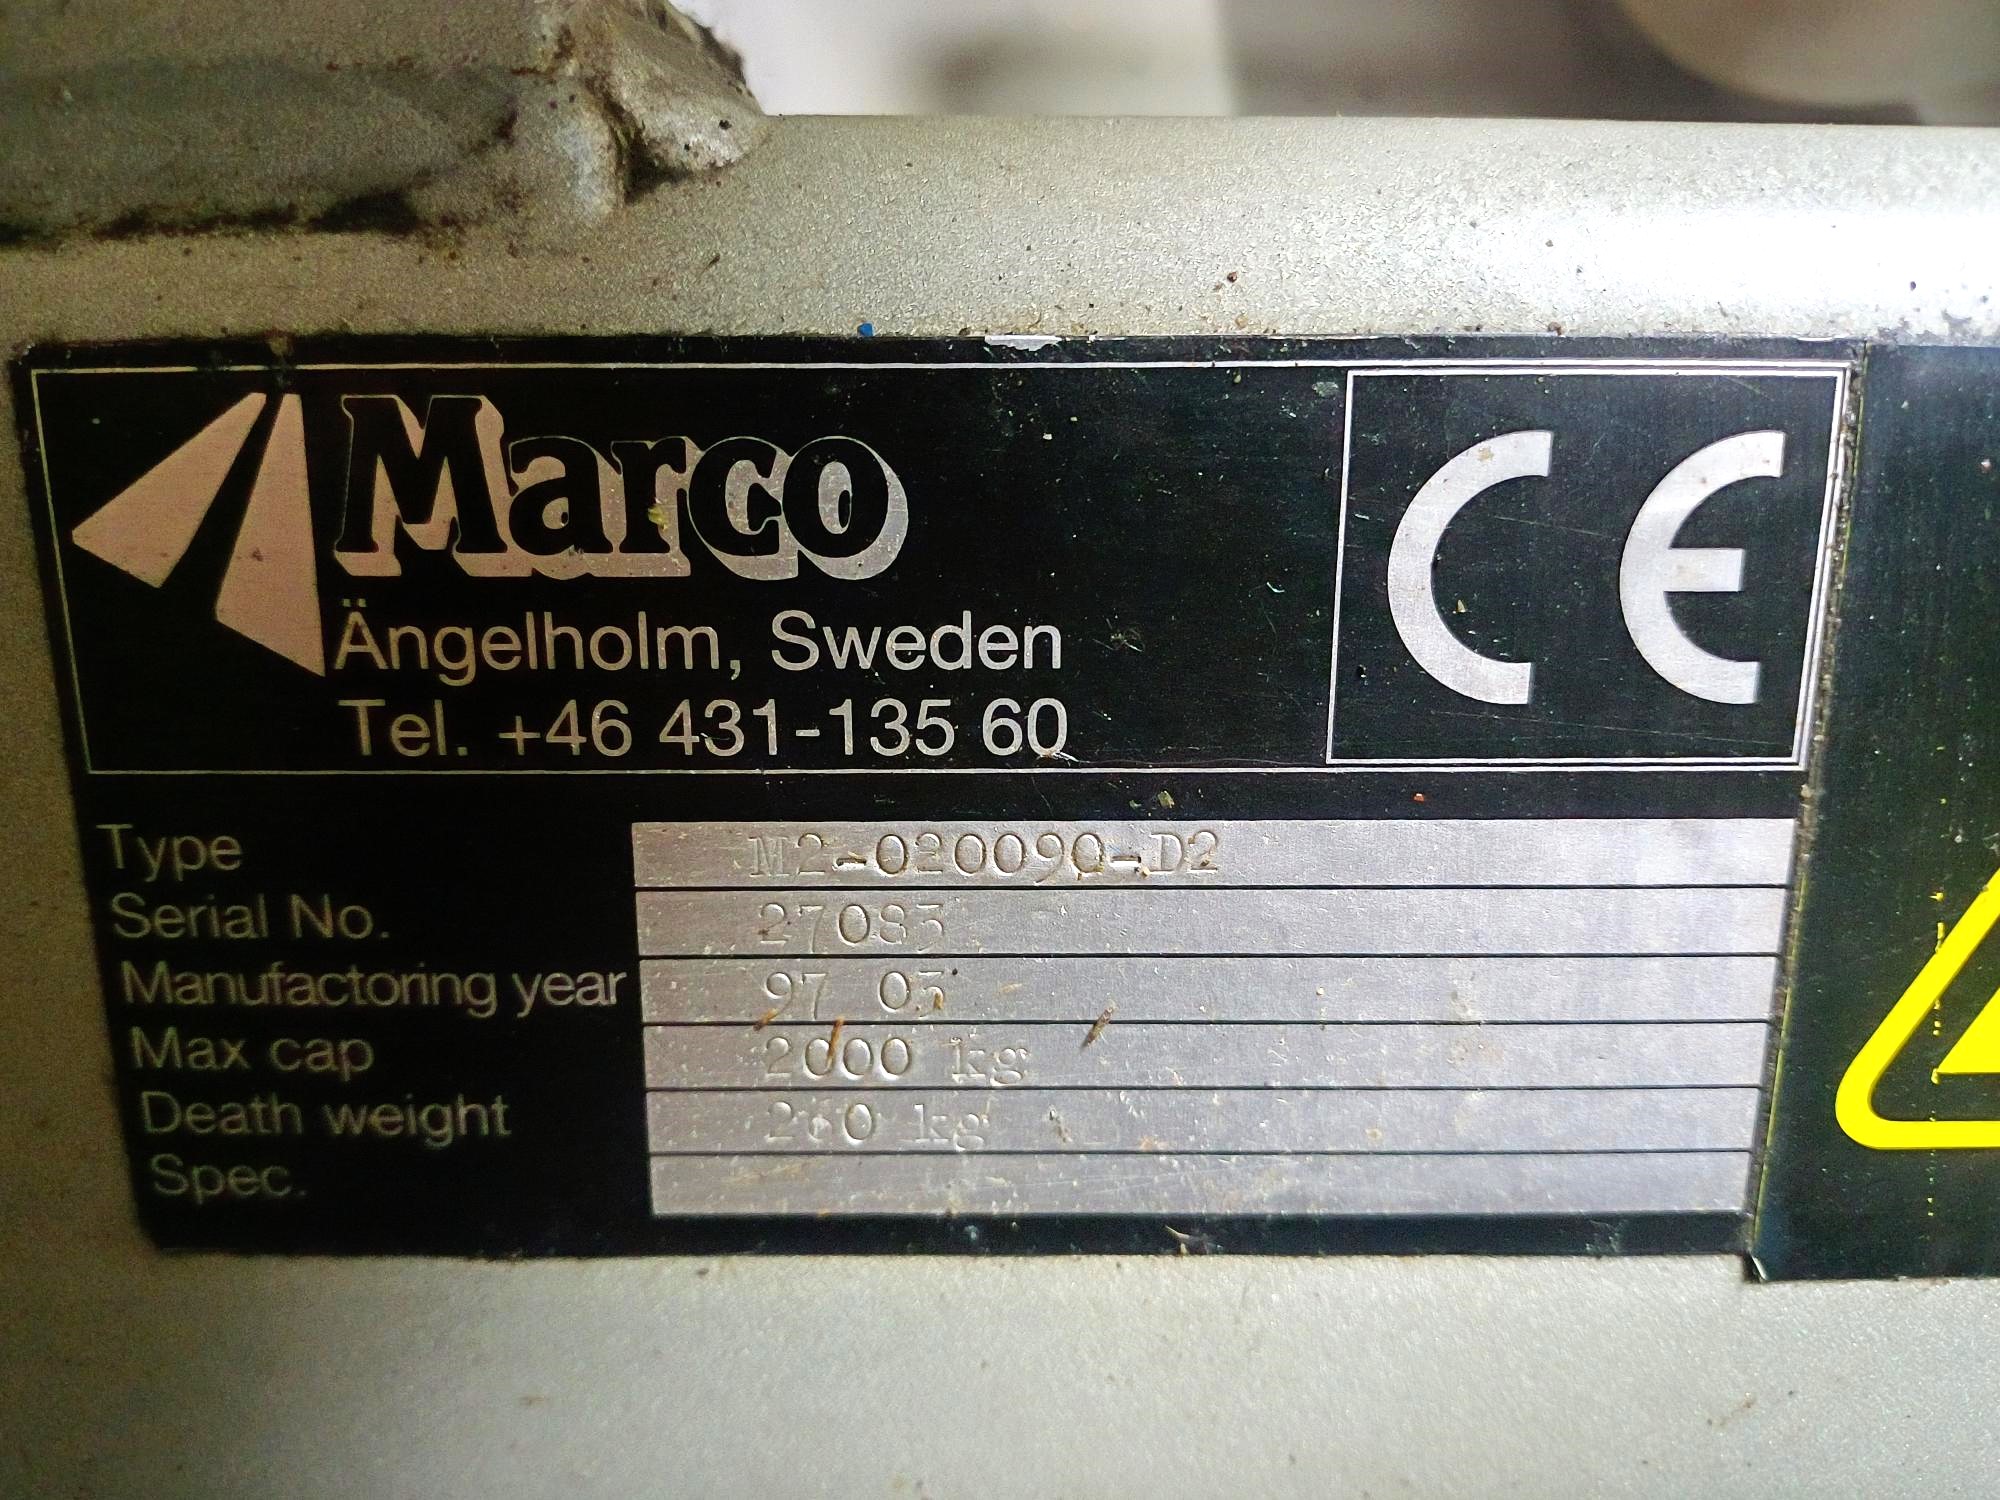 Marco
Ängelholm, Sweden
Tel. +46 431-135 60
CE
Type M2-020090-D2
Serial No. 27083
Manufactoring year 97 03
Max cap 2000 kg
Death weight kg
Spec.